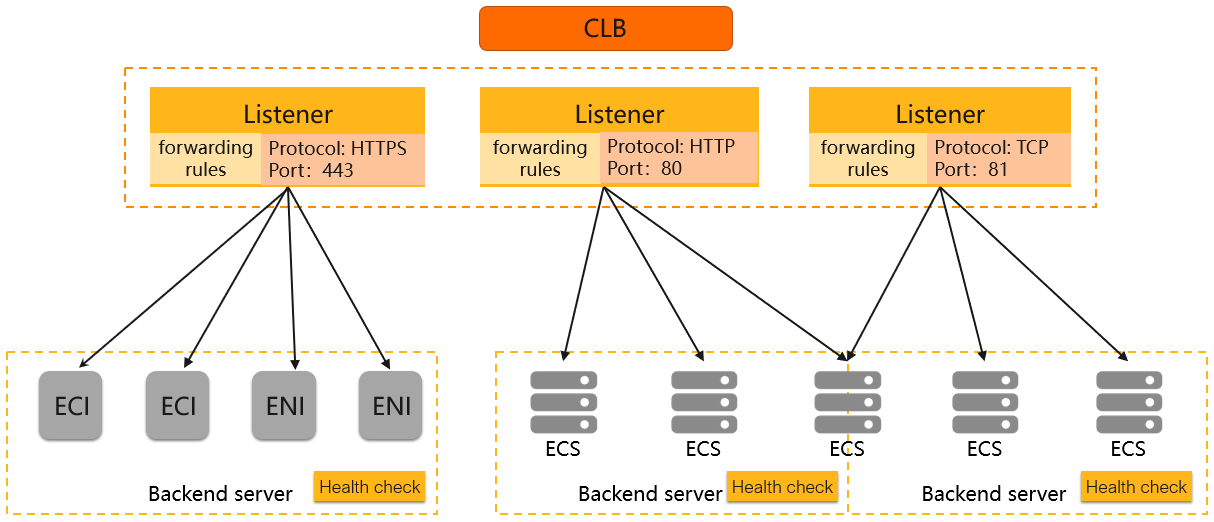 CLB
Listener
forwarding
rules
Protocol: HTTPS
Port：443
Listener
forwarding
rules
Protocol: HTTP
Port：80
Listener
forwarding
rules
Protocol: TCP
Port：81
ECI
ECI
ENI
ENI
Backend server
Health check
ECS
ECS
ECS
ECS
ECS
Backend server
Health check
Backend server
Health check